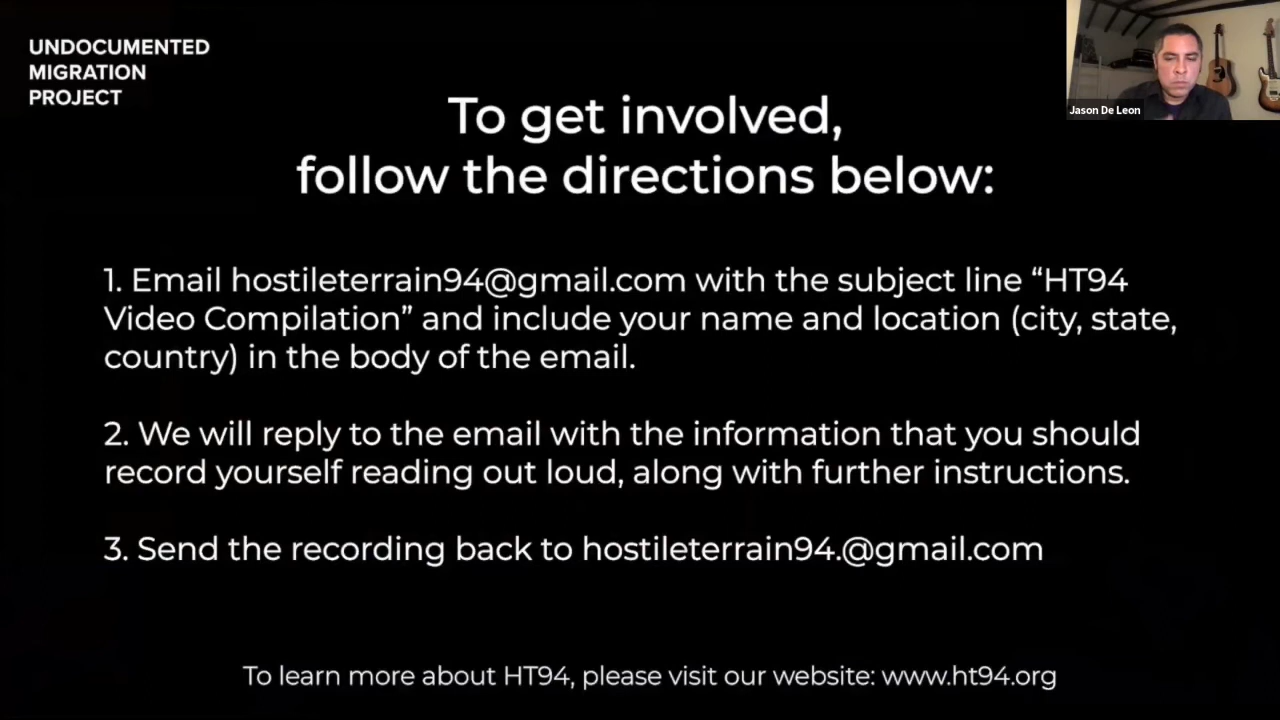 UNDOCUMENTED
MIGRATION
PROJECT
Jason De Leon
To get involved,
follow the directions below:
1. Email hostileterrain94@gmail.com with the subject line “HT94
Video Compilation” and include your name and location (city, state,
country) in the body of the email.
2. We will reply to the email with the information that you should
record yourself reading out loud, along with further instructions.
3. Send the recording back to hostileterrain94.@gmail.com
To learn more about HT94, please visit our website: www.ht94.org